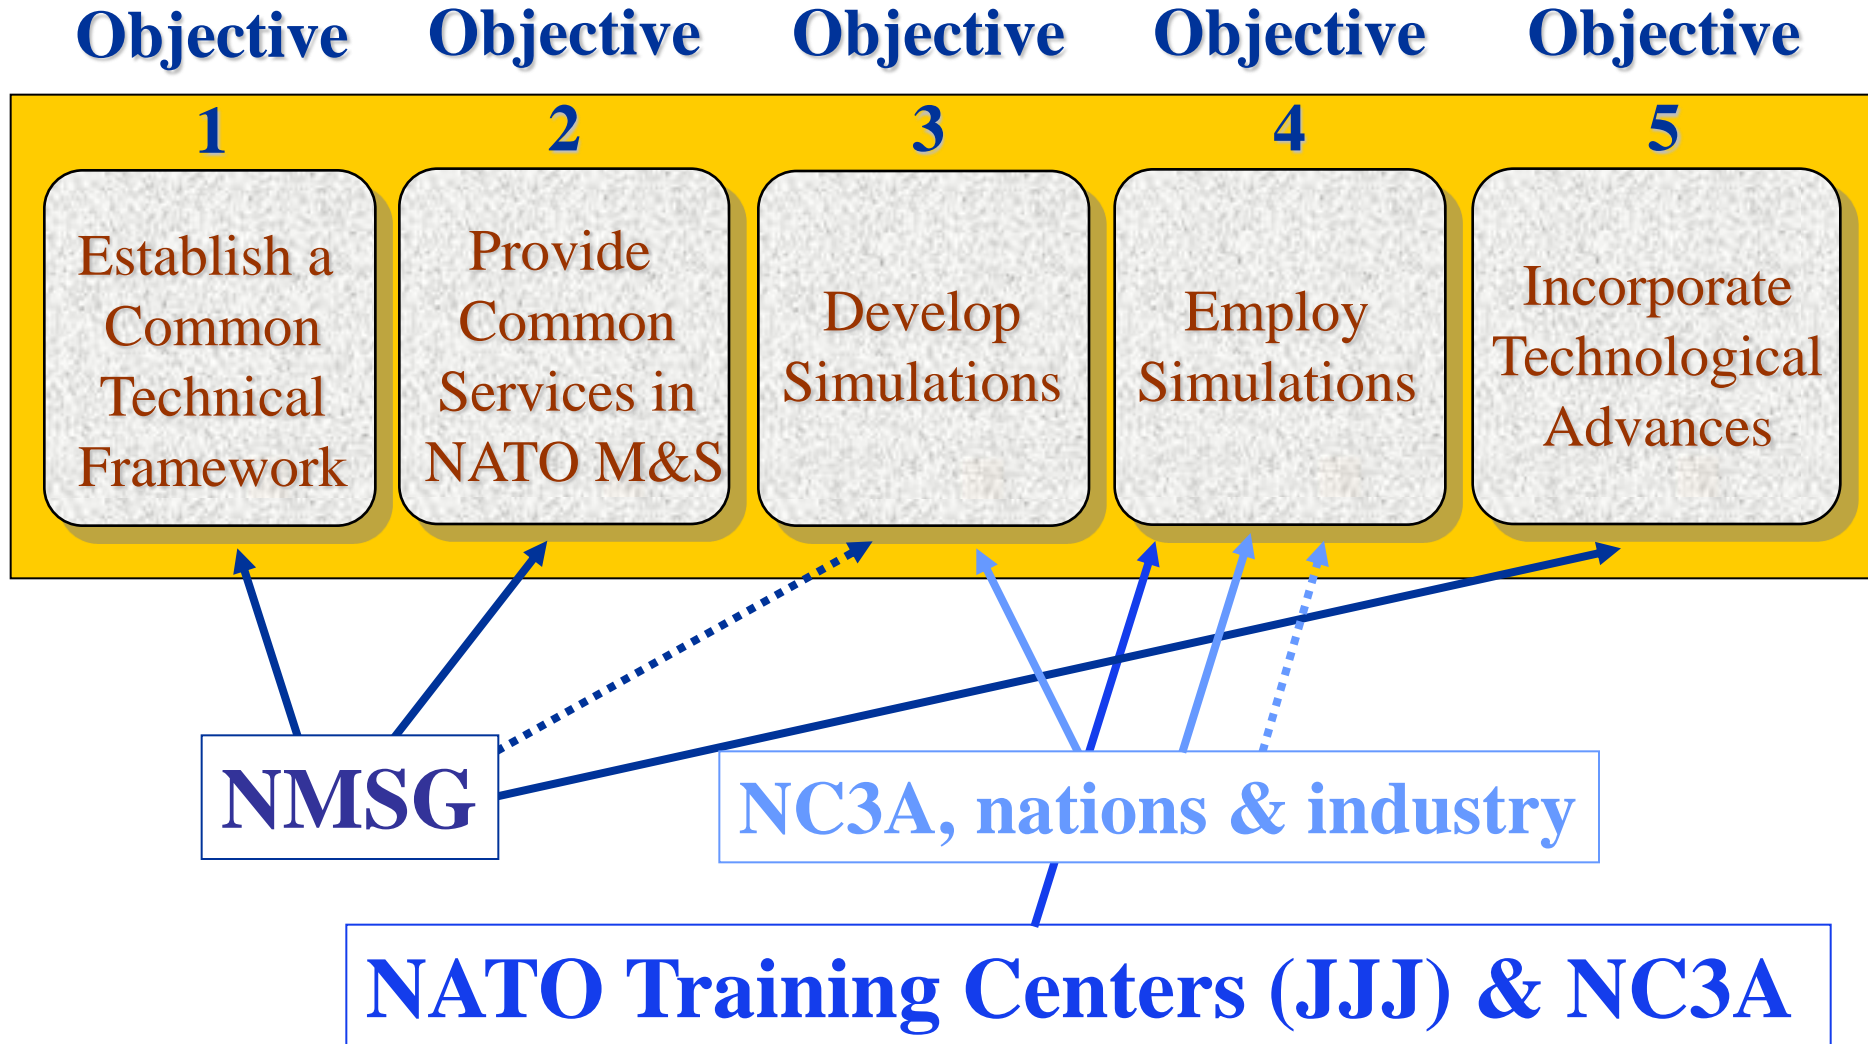 Objective Objective Objective Objective Objective
1 2 3 4 5
Establish a
Common
Technical
Framework
Provide
Common
Services in
NATO M&S
Develop
Simulations
Employ
Simulations
Incorporate
Technological
Advances
NMSG
NC3A, nations & industry
NATO Training Centers (JJJ) & NC3A